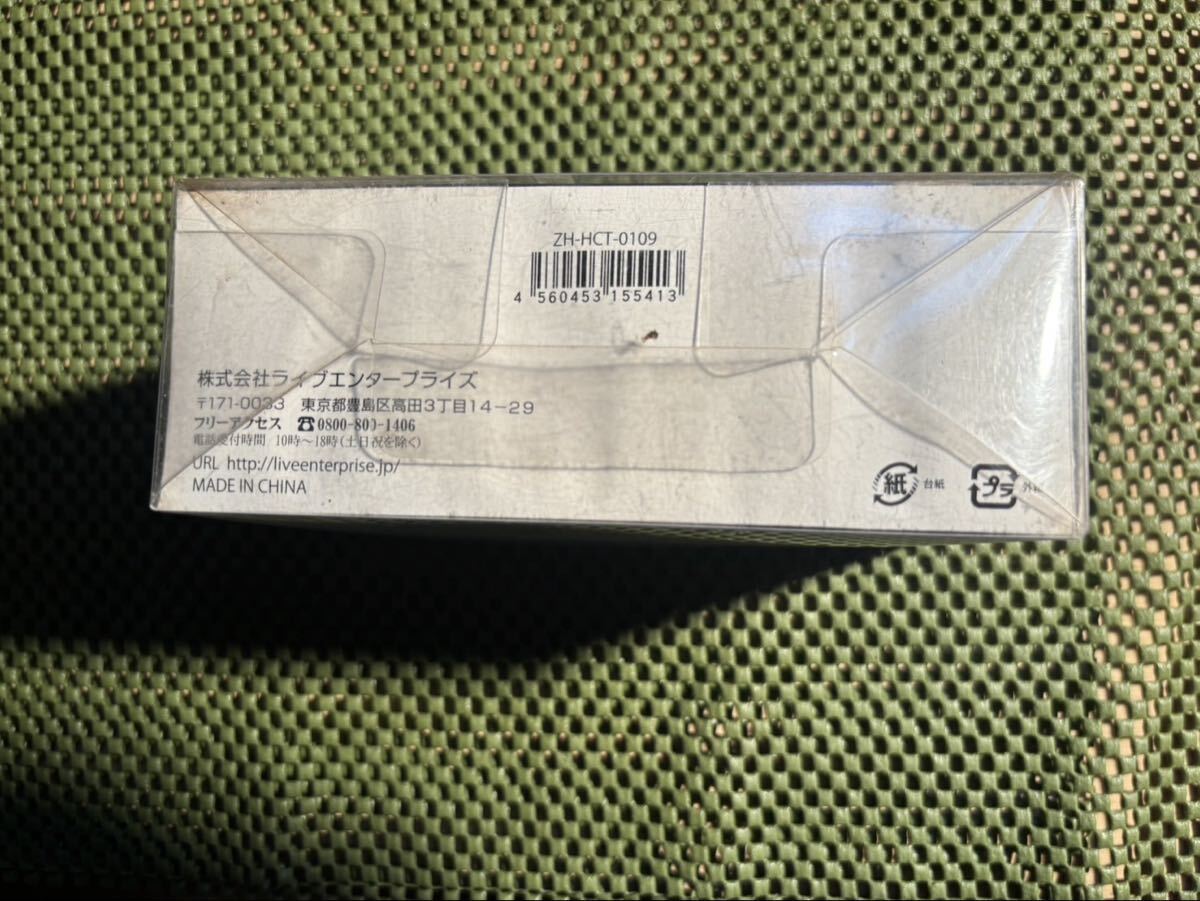 ZH-HCT-0109
4 560453 155413
株式会社ライブエンタープライズ
〒171-0033 東京都豊島区高田3丁目14-29
フリーアクセス ☎0800-800-1406
電話受付時間 10時〜18時(土日祝を除く)
URL http://liveenterprise.jp/
MADE IN CHINA
紙 台紙
プラ